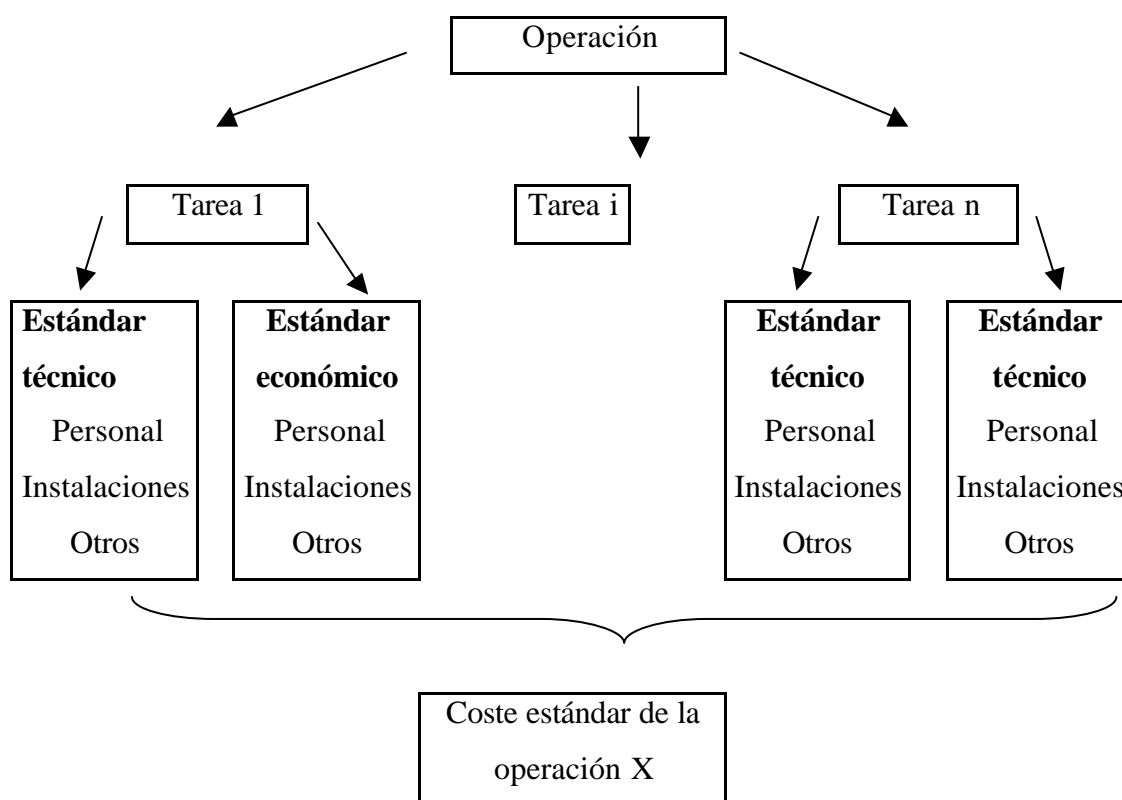 Operación
Tarea 1
Tarea i
Tarea n
Estándar
técnico
Personal
Instalaciones
Otros
Estándar
económico
Personal
Instalaciones
Otros
Estándar
técnico
Personal
Instalaciones
Otros
Estándar
técnico
Personal
Instalaciones
Otros
Coste estándar de la
operación X